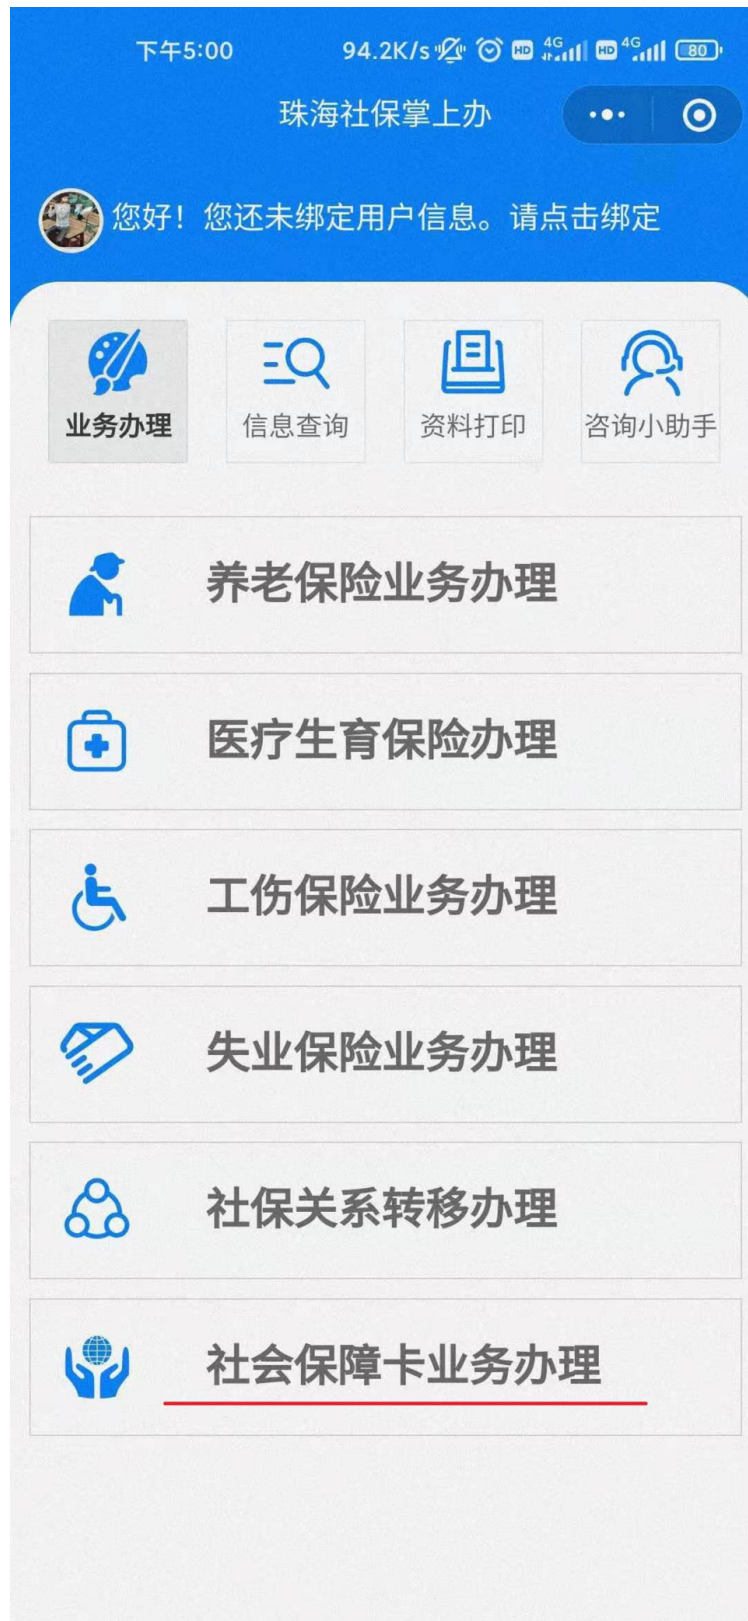 下午5:00 94.2K/s HD 4G HD 4G 80
珠海社保掌上办
您好！您还未绑定用户信息。请点击绑定
业务办理 信息查询 资料打印 咨询小助手
养老保险业务办理
医疗生育保险办理
工伤保险业务办理
失业保险业务办理
社保关系转移办理
社会保障卡业务办理